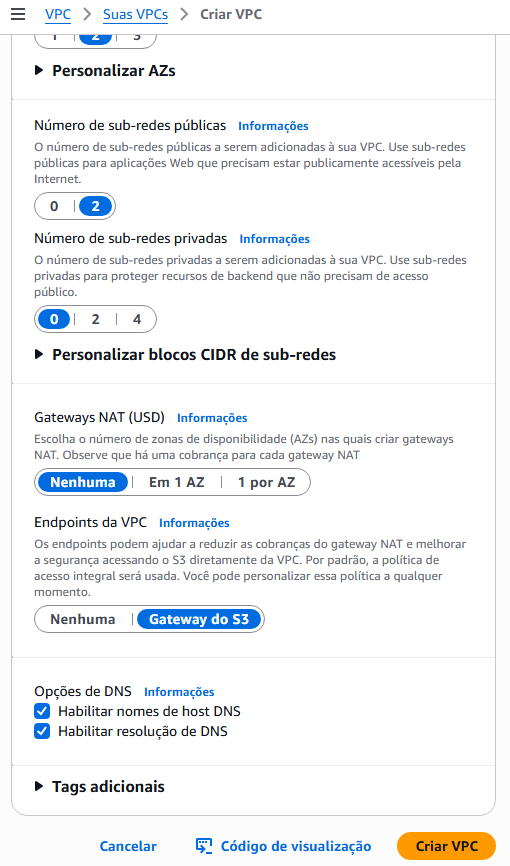 VPC > Suas VPCs > Criar VPC
1 2 3
Personalizar AZs
Número de sub-redes públicas Informações
O número de sub-redes públicas a serem adicionadas à sua VPC. Use sub-redes
públicas para aplicações Web que precisam estar publicamente acessíveis pela
Internet.
0 2
Número de sub-redes privadas Informações
O número de sub-redes privadas a serem adicionadas à sua VPC. Use sub-redes
privadas para proteger recursos de backend que não precisam de acesso
público.
0 2 4
Personalizar blocos CIDR de sub-redes
Gateways NAT (USD) Informações
Escolha o número de zonas de disponibilidade (AZs) nas quais criar gateways
NAT. Observe que há uma cobrança para cada gateway NAT
Nenhuma Em 1 AZ 1 por AZ
Endpoints da VPC Informações
Os endpoints podem ajudar a reduzir as cobranças do gateway NAT e melhorar
a segurança acessando o S3 diretamente da VPC. Por padrão, a política de
acesso integral será usada. Você pode personalizar essa política a qualquer
momento.
Nenhuma Gateway do S3
Opções de DNS Informações
Habilitar nomes de host DNS
Habilitar resolução de DNS
Tags adicionais
Cancelar Código de visualização Criar VPC